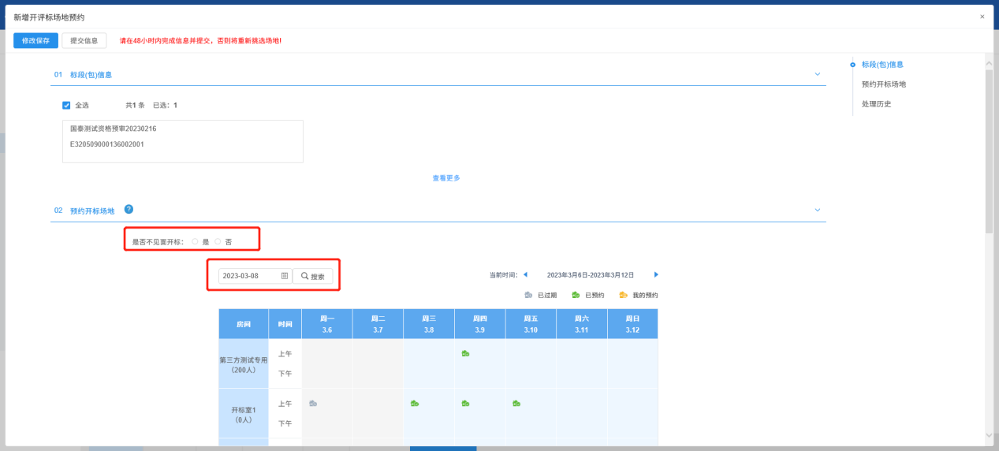 新增开评标场地预约 ×
修改保存 提交信息 请在48小时内完成信息并提交，否则将重新挑选场地!
01 标段(包)信息
全选 共1 条 已选：1
国泰测试资格预审20230216
E320509000136002001
查看更多
02 预约开标场地 ?
是否不见面开标： 是 否
2023-03-08 搜索 当前时间： 2023年3月6日-2023年3月12日
已过期 已预约 我的预约
房间 时间 周一 周二 周三 周四 周五 周六 周日
3.6 3.7 3.8 3.9 3.10 3.11 3.12
第三方测试专用 上午
（200人） 下午
开标室1 上午
（0人） 下午
标段(包)信息
预约开标场地
处理历史